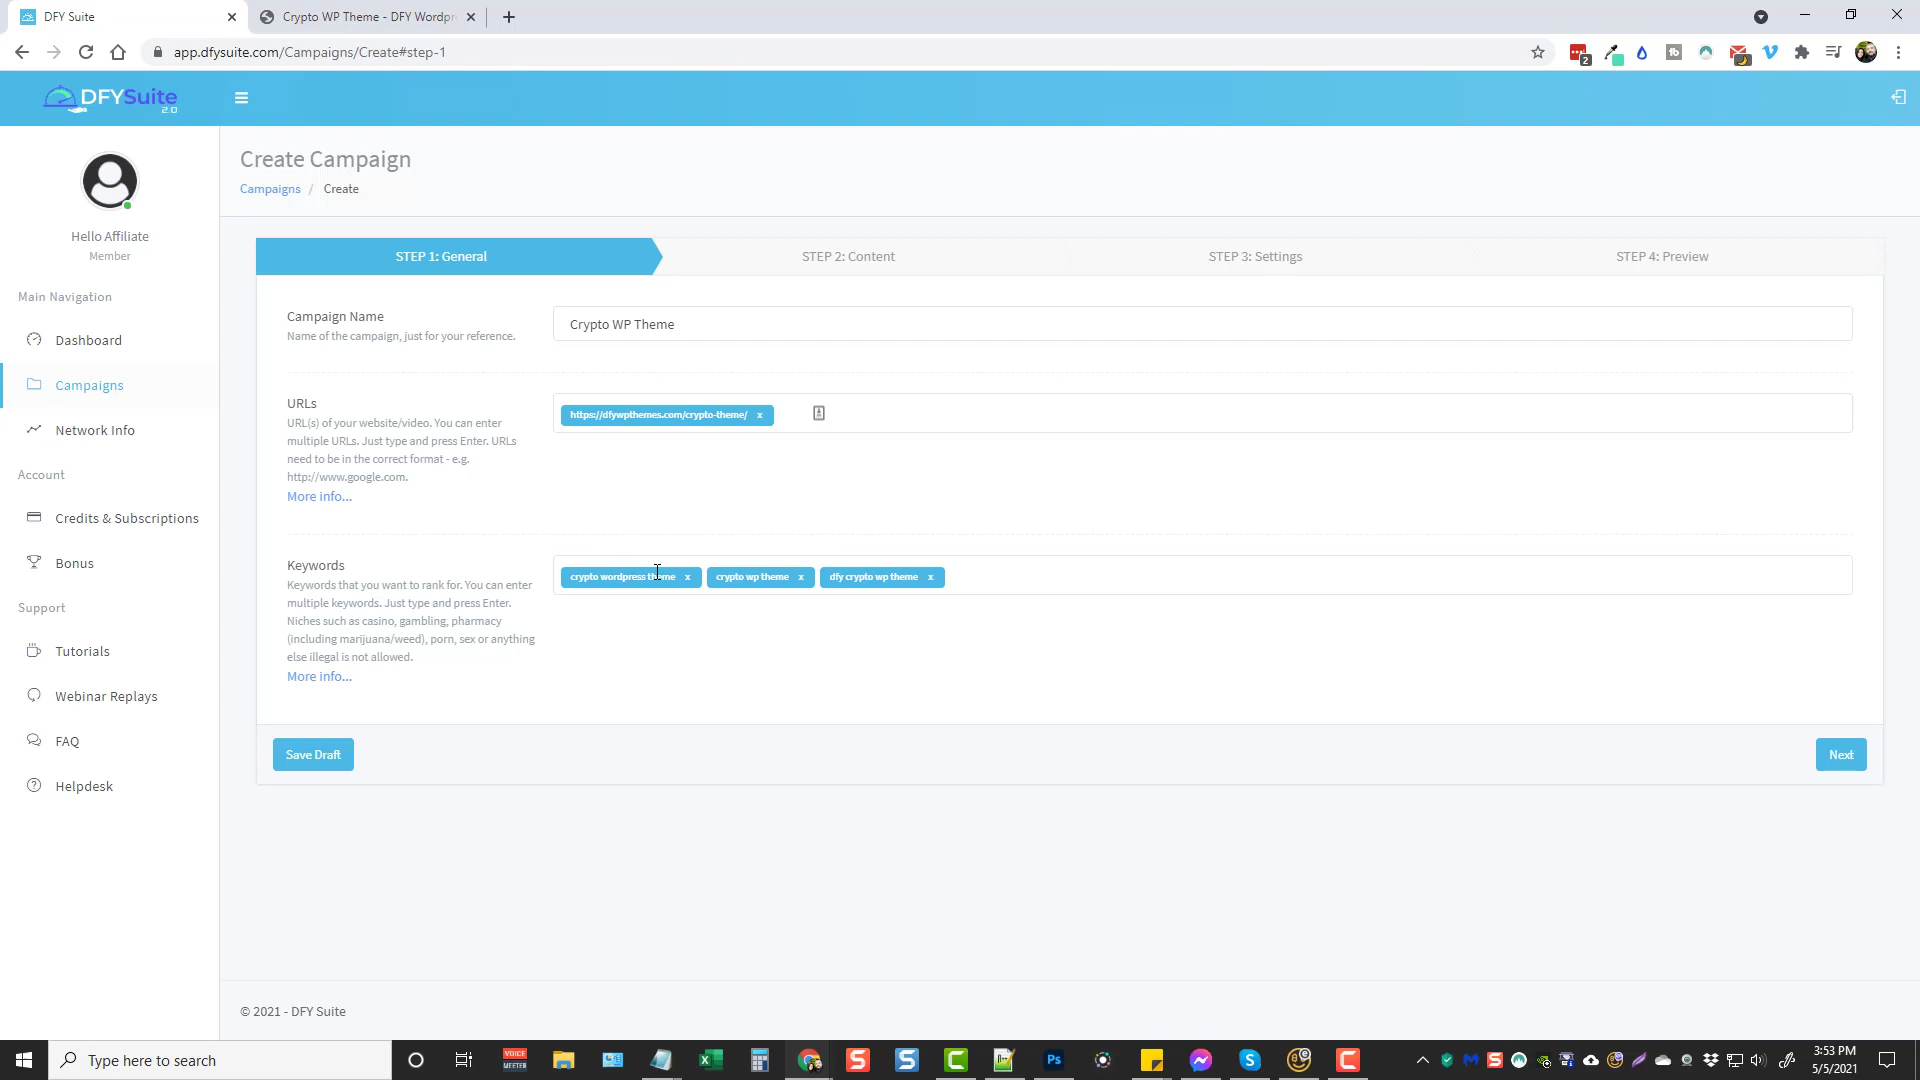 DFY Suite
Crypto WP Theme - DFY Wordpr
app.dfysuite.com/Campaigns/Create#step-1
2
DFYSuite
2.0
Create Campaign
Campaigns / Create
Hello Affiliate
Member
Main Navigation
Dashboard
Campaigns
Network Info
Account
Credits & Subscriptions
Bonus
Support
Tutorials
Webinar Replays
FAQ
Helpdesk
STEP 1: General
STEP 2: Content
STEP 3: Settings
STEP 4: Preview
Campaign Name
Name of the campaign, just for your reference.
Crypto WP Theme
URLs
URL(s) of your website/video. You can enter
multiple URLs. Just type and press Enter. URLs
need to be in the correct format - e.g.
http://www.google.com.
More info...
https://dfywpthemes.com/crypto-theme/ x
Keywords
Keywords that you want to rank for. You can enter
multiple keywords. Just type and press Enter.
Niches such as casino, gambling, pharmacy
(including marijuana/weed), porn, sex or anything
else illegal is not allowed.
More info...
crypto wordpress theme x
crypto wp theme x
dfy crypto wp theme x
Save Draft
Next
© 2021 - DFY Suite
Type here to search
VOICE
MEETER
Ps
3:53 PM
5/5/2021